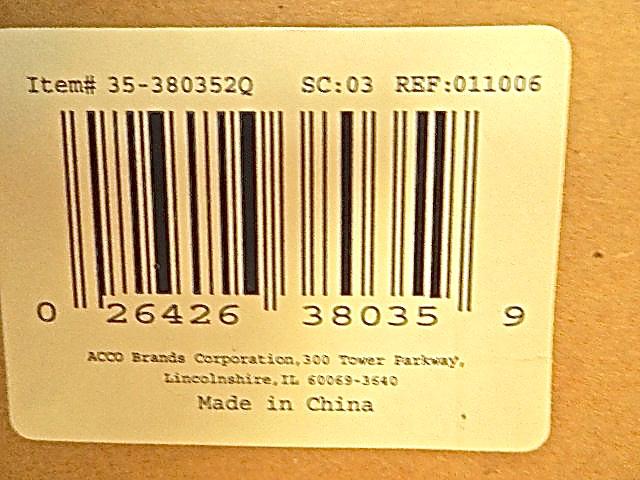 Item# 35-380352Q SC:03 REF:011006
0 26426 38035 9
ACCO Brands Corporation,300 Tower Parkway,
Lincolnshire,IL 60069-3640
Made in China